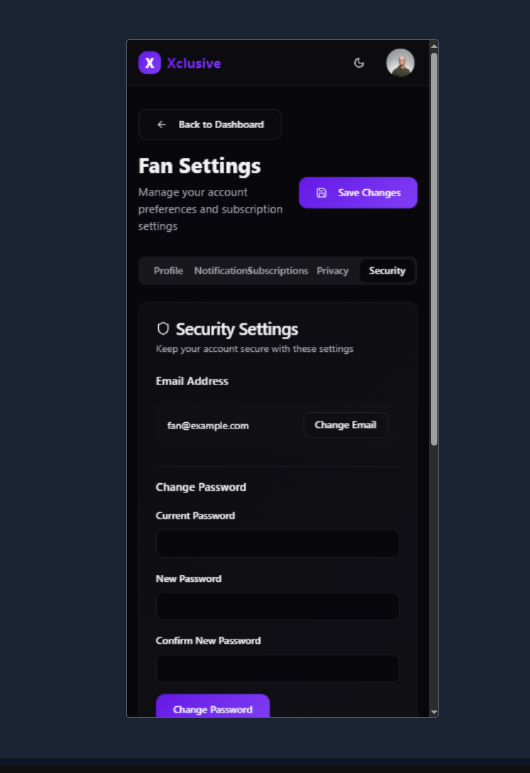 X Xclusive
Back to Dashboard
Fan Settings
Manage your account
preferences and subscription
settings
Save Changes
Profile Notifications Subscriptions Privacy Security
Security Settings
Keep your account secure with these settings
Email Address
fan@example.com Change Email
Change Password
Current Password
New Password
Confirm New Password
Change Password